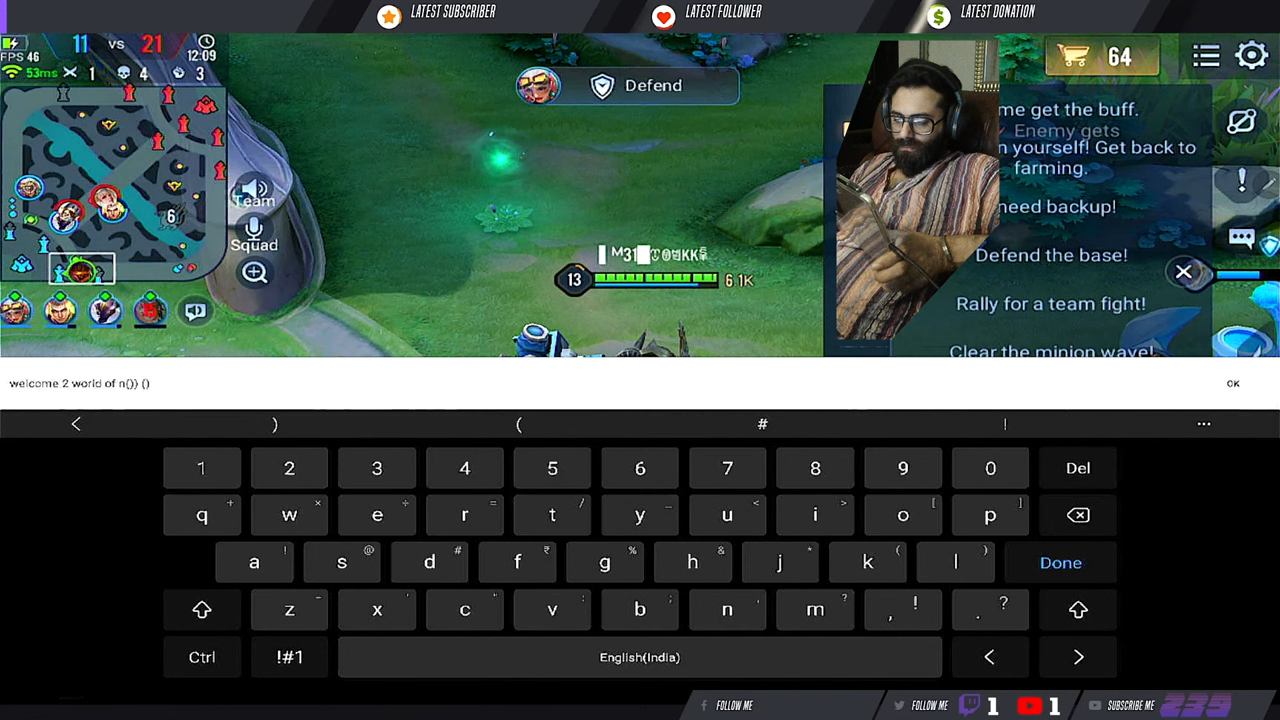 LATEST SUBSCRIBER
LATEST FOLLOWER
LATEST DONATION
FPS 46
11 vs 21
12:09
53ms
1
4
3
Defend
64
me get the buff.
Enemy gets
n yourself! Get back to
farming.
need backup!
Defend the base!
Rally for a team fight!
Clear the minion wave!
Team
Squad
6
13
6.1K
welcome 2 world of n()) ()
OK
< ) ( # ! ...
1 2 3 4 5 6 7 8 9 0 Del
q + w × e ÷ r = t / y _ u < i > o [ p ]
a ! s @ d # f ₹ g % h & j * k ( l ) Done
z - x ' c " v : b ; n , m ? , ! . ?
Ctrl !#1 English(India) < >
FOLLOW ME
FOLLOW ME
1
1
SUBSCRIBE ME
239